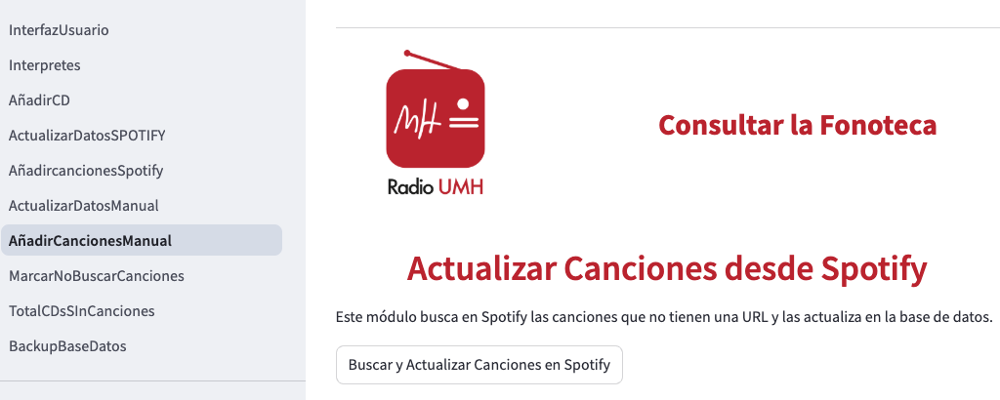 InterfazUsuario
Interpretes
AñadirCD
ActualizarDatosSPOTIFY
AñadircancionesSpotify
ActualizarDatosManual
AñadirCancionesManual
MarcarNoBuscarCanciones
TotalCDsSInCanciones
BackupBaseDatos
MH
Radio UMH
Consultar la Fonoteca
Actualizar Canciones desde Spotify
Este módulo busca en Spotify las canciones que no tienen una URL y las actualiza en la base de datos.
Buscar y Actualizar Canciones en Spotify